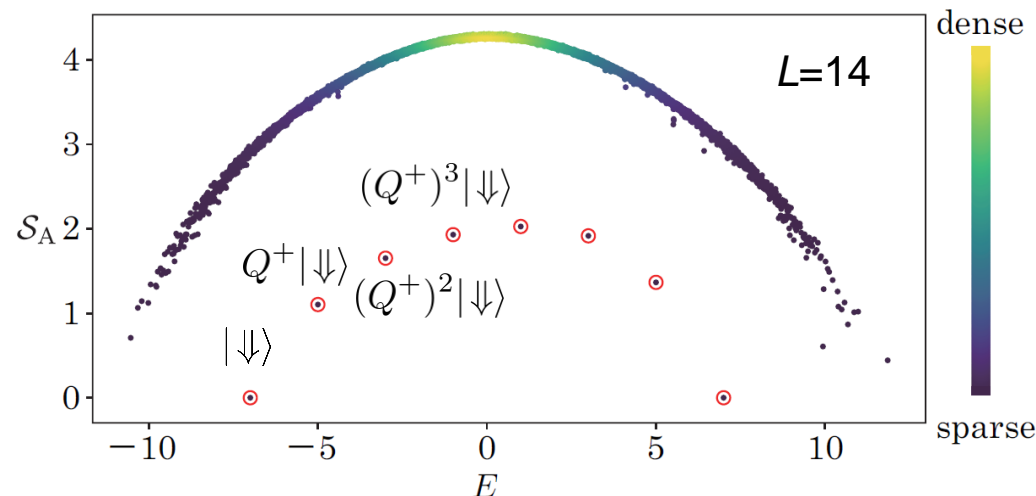 dense
L=14
4
3
2
1
0
𝒮_A
(Q⁺)³|⇓⟩
Q⁺|⇓⟩
(Q⁺)²|⇓⟩
|⇓⟩
−10
−5
0
5
10
E
sparse